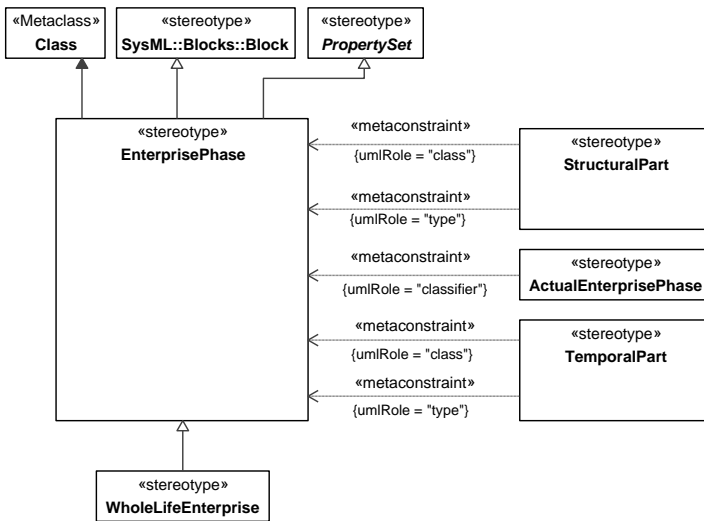 «Metaclass»
Class
«stereotype»
SysML::Blocks::Block
«stereotype»
PropertySet
«stereotype»
EnterprisePhase
«metaconstraint»
{umlRole = "class"}
«metaconstraint»
{umlRole = "type"}
«stereotype»
StructuralPart
«metaconstraint»
{umlRole = "classifier"}
«stereotype»
ActualEnterprisePhase
«metaconstraint»
{umlRole = "class"}
«metaconstraint»
{umlRole = "type"}
«stereotype»
TemporalPart
«stereotype»
WholeLifeEnterprise